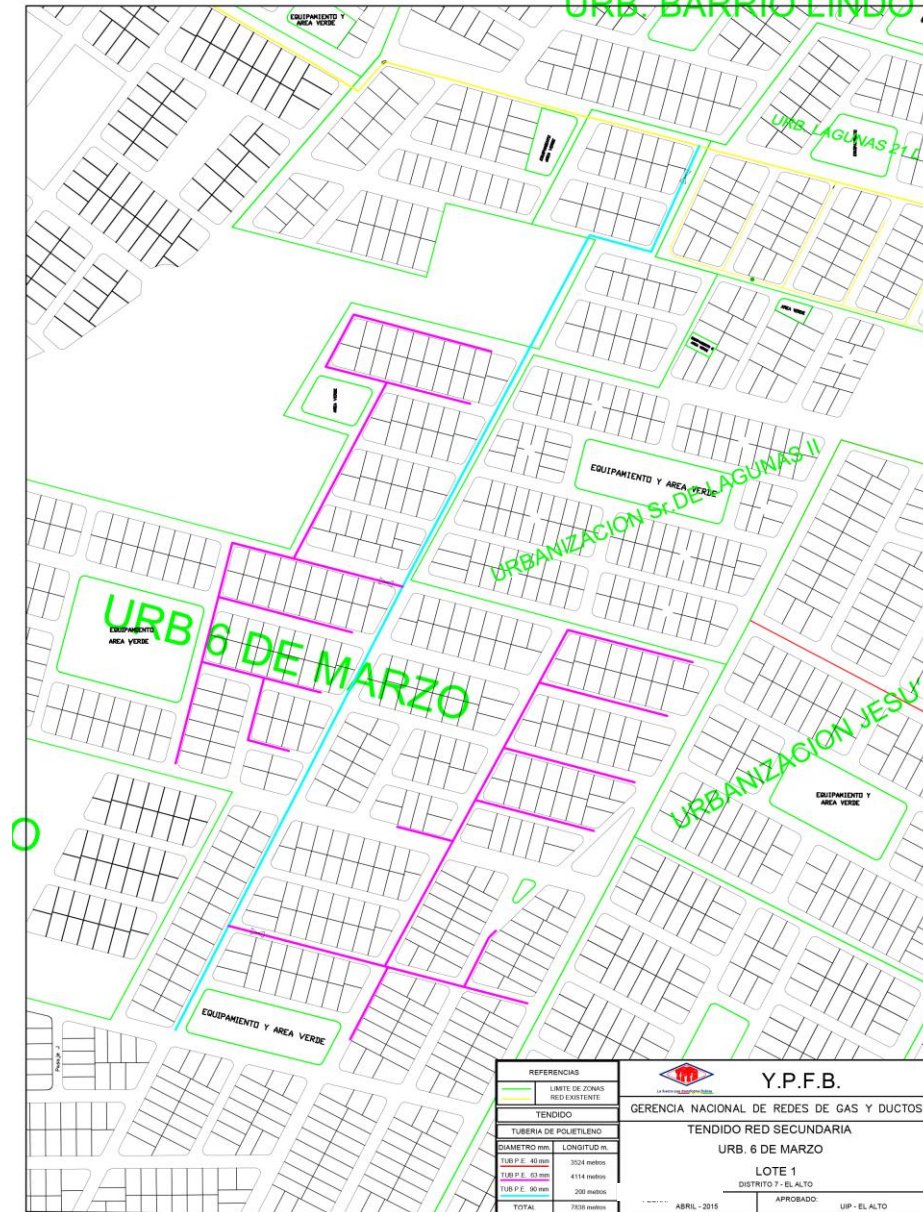 URB. BARRIO LINDO
EQUIPAMIENTO Y
AREA VERDE
URB. LAGUNAS 21 D
AREA VERDE
AREA VERDE
EQUIPAMIENTO Y AREA VERDE
URBANIZACION Sr. DE LAGUNAS II
URB 6 DE MARZO
EQUIPAMIENTO
AREA VERDE
URBANIZACION JESU
EQUIPAMIENTO Y
AREA VERDE
O
EQUIPAMIENTO Y AREA VERDE
Pasaje J
REFERENCIAS
LIMITE DE ZONAS
RED EXISTENTE
TENDIDO
TUBERIA DE POLIETILENO
DIAMETRO mm. LONGITUD m.
TUB P.E. 40 mm 3524 metros
TUB P.E. 63 mm 4114 metros
TUB P.E. 90 mm 200 metros
TOTAL 7838 metros
Y.P.F.B.
GERENCIA NACIONAL DE REDES DE GAS Y DUCTOS
TENDIDO RED SECUNDARIA
URB. 6 DE MARZO
LOTE 1
DISTRITO 7 - EL ALTO
ABRIL - 2015
APROBADO:
UIP - EL ALTO